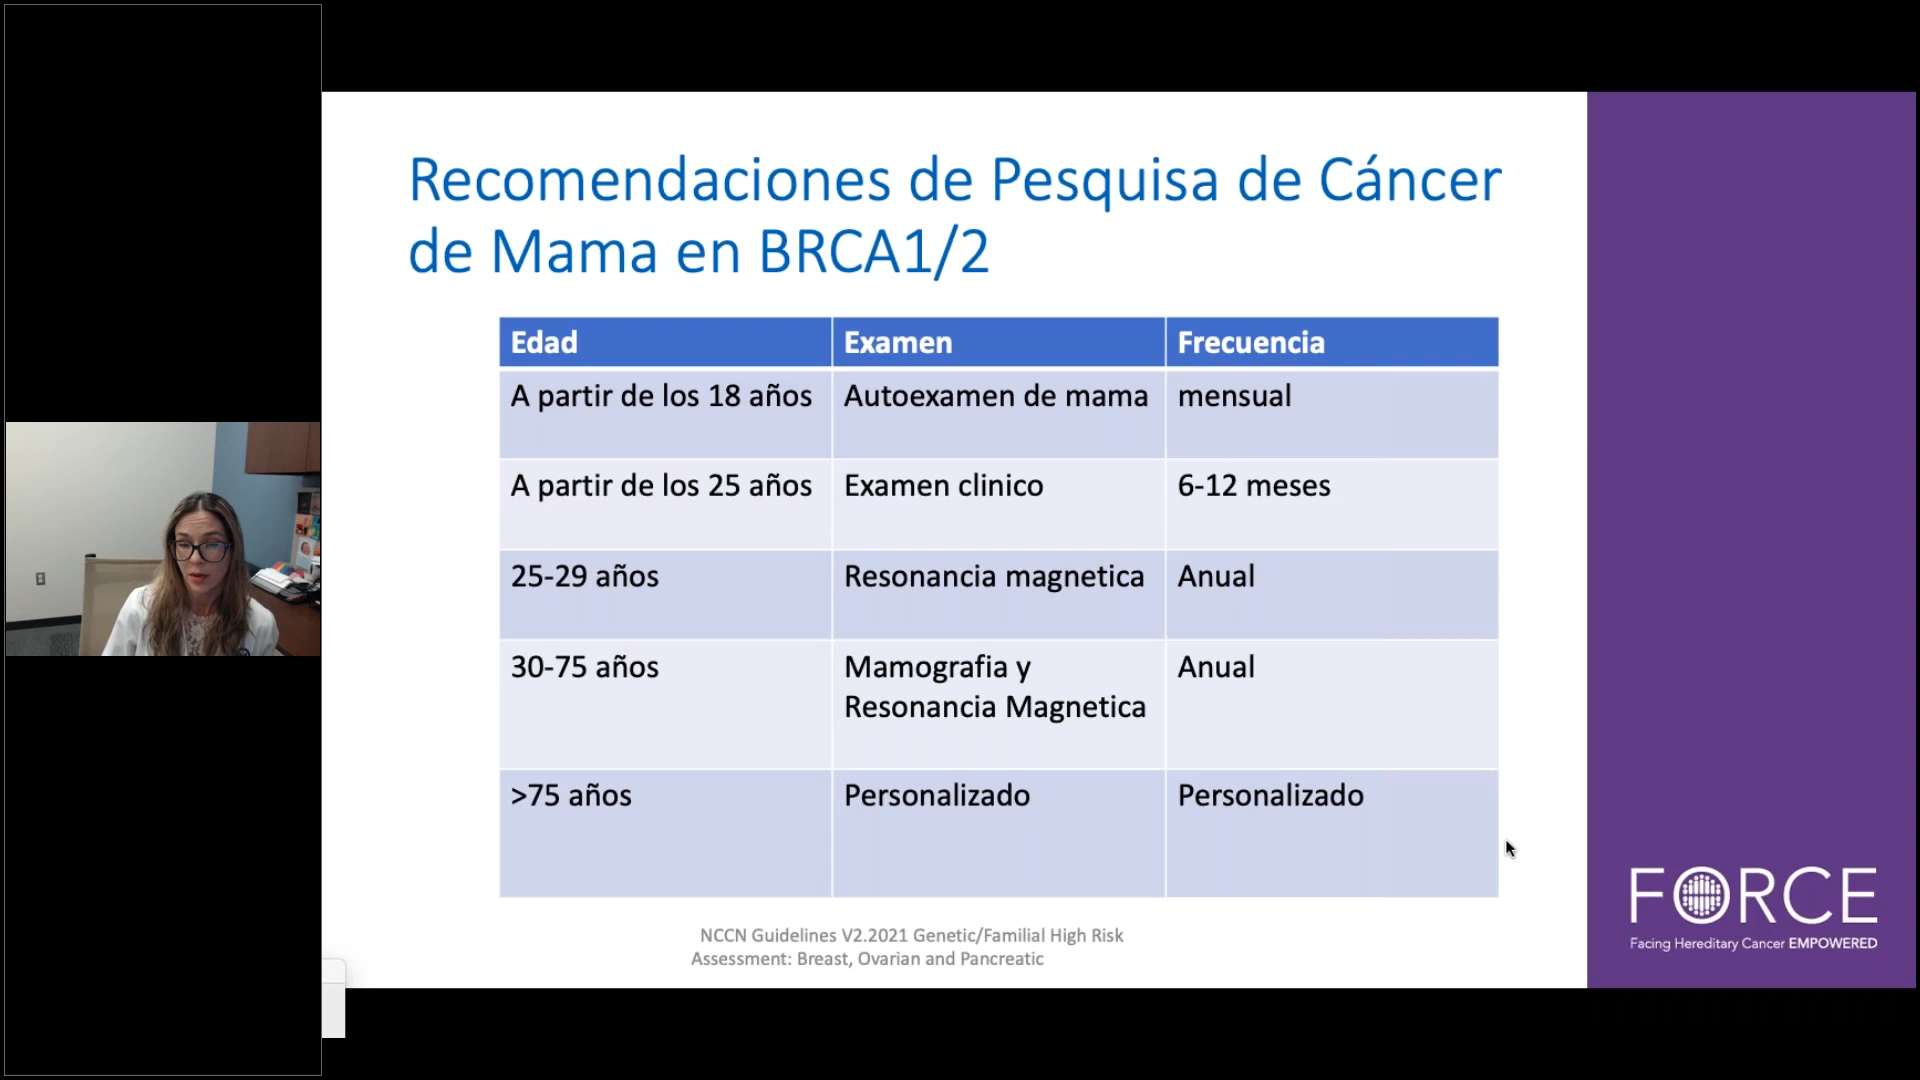 Recomendaciones de Pesquisa de Cáncer
de Mama en BRCA1/2
Edad Examen Frecuencia
A partir de los 18 años Autoexamen de mama mensual
A partir de los 25 años Examen clinico 6-12 meses
25-29 años Resonancia magnetica Anual
30-75 años Mamografia y Anual
Resonancia Magnetica
>75 años Personalizado Personalizado
NCCN Guidelines V2.2021 Genetic/Familial High Risk
Assessment: Breast, Ovarian and Pancreatic
FORCE
Facing Hereditary Cancer EMPOWERED